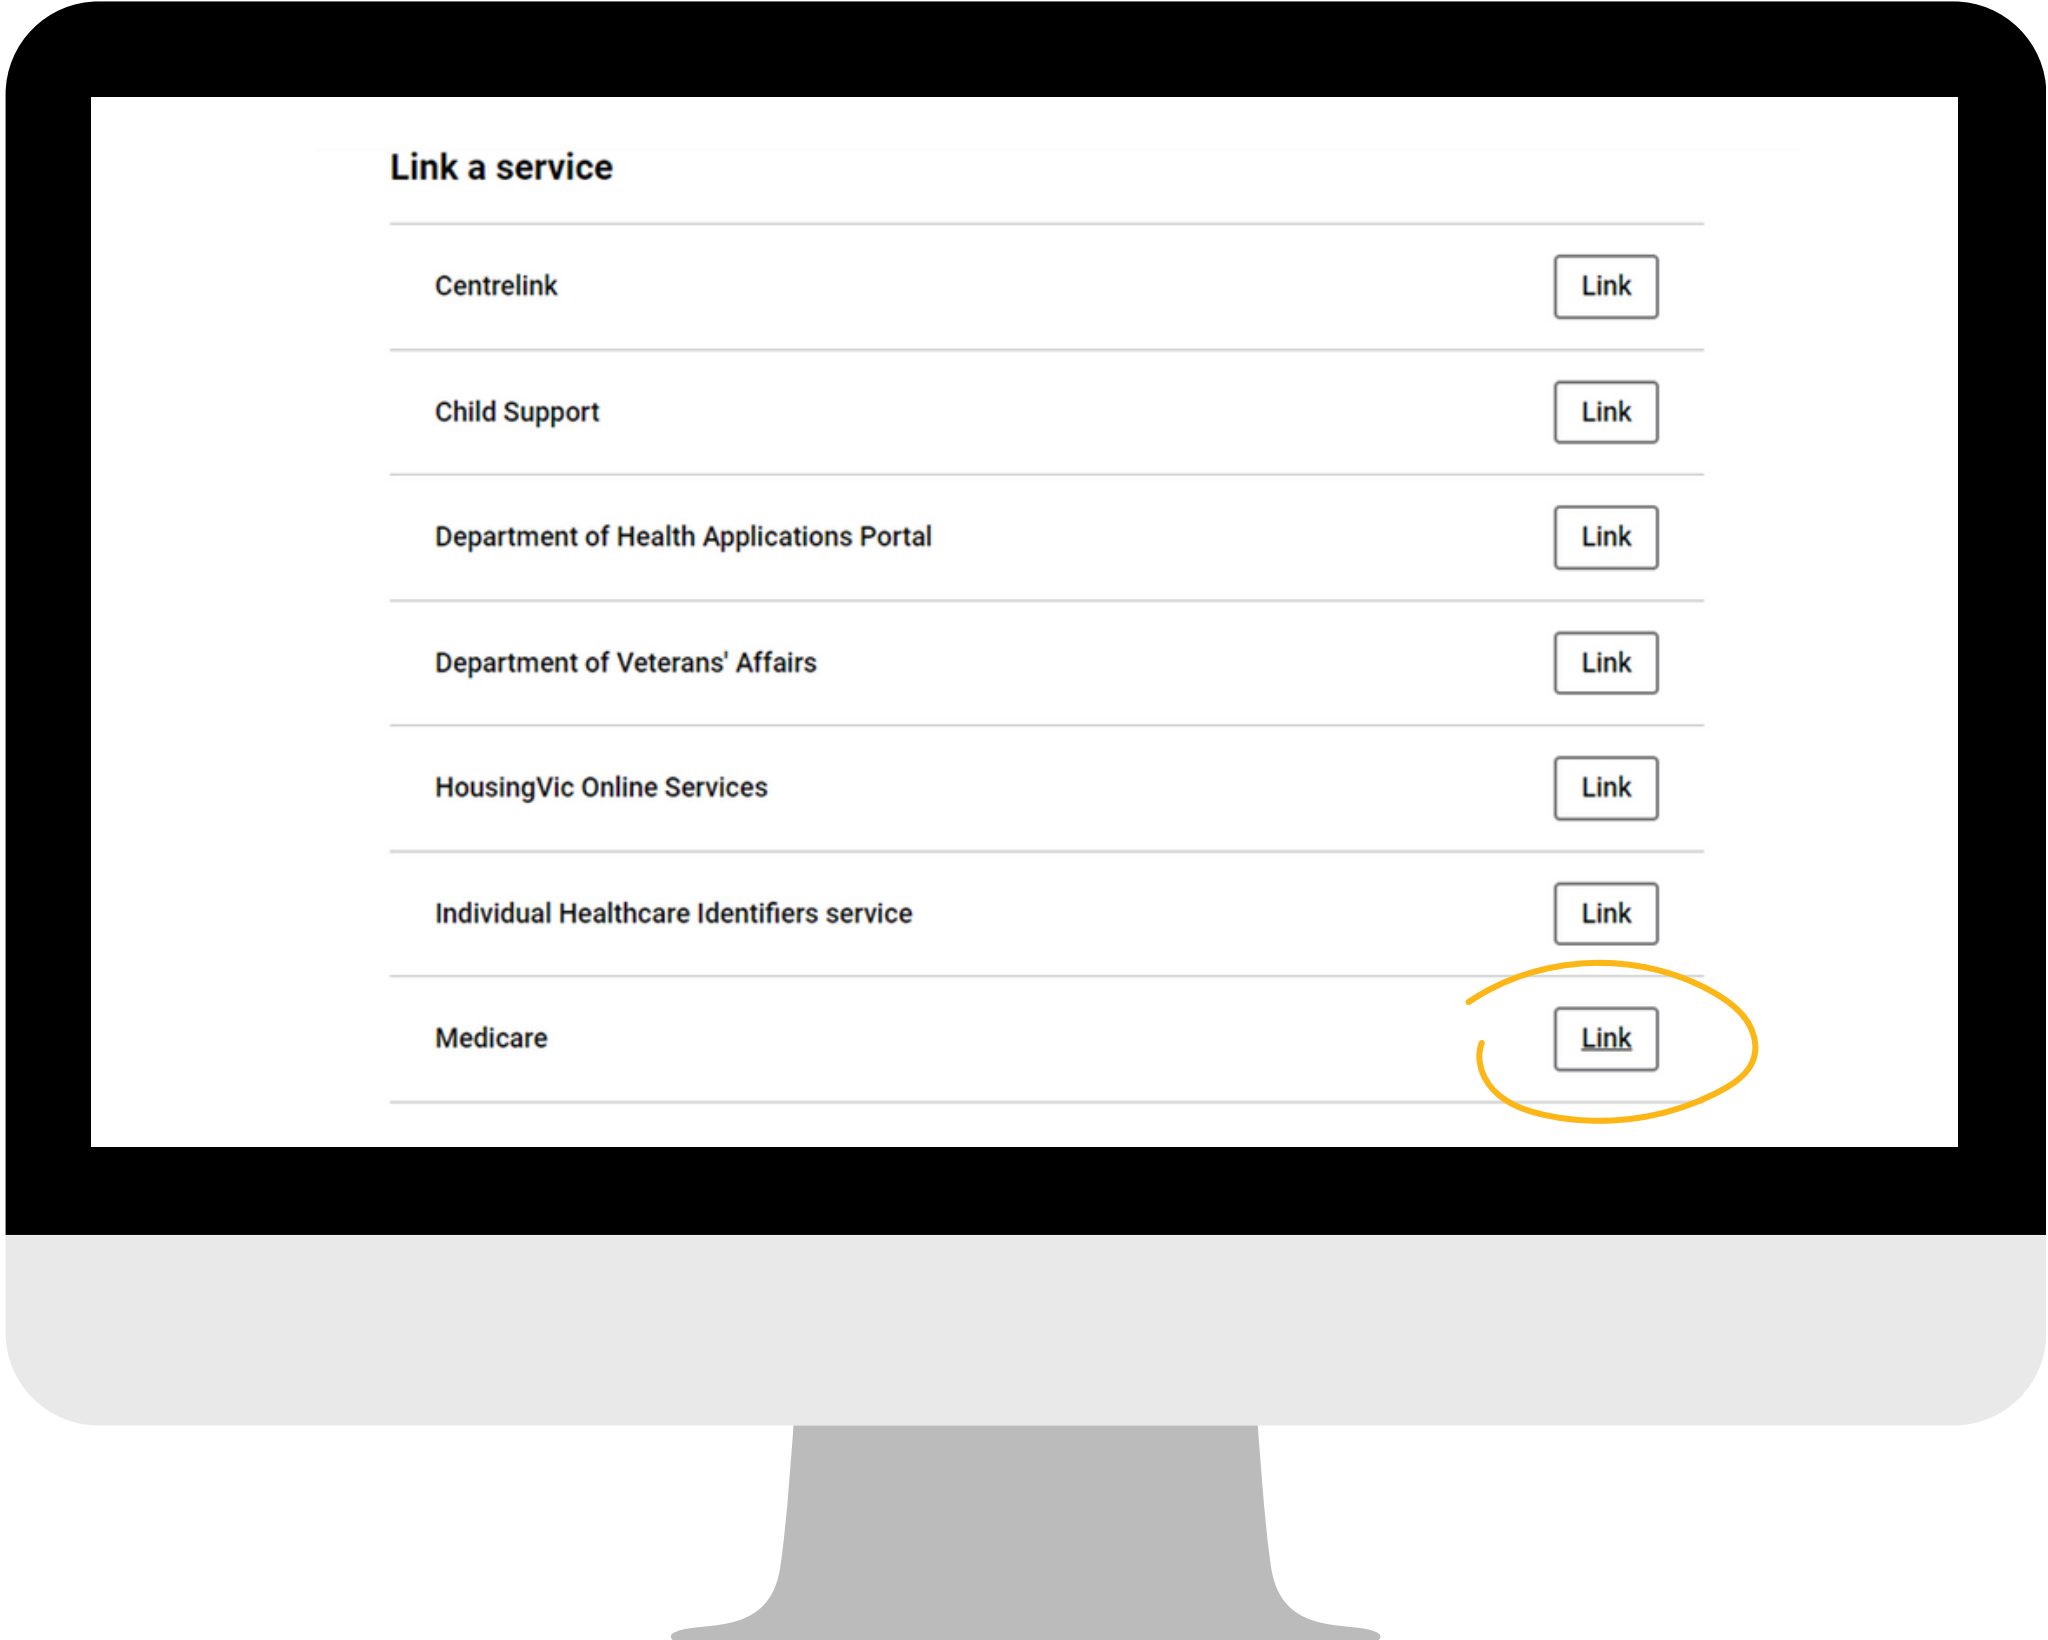 Link a service
Centrelink Link
Child Support Link
Department of Health Applications Portal Link
Department of Veterans' Affairs Link
HousingVic Online Services Link
Individual Healthcare Identifiers service Link
Medicare Link